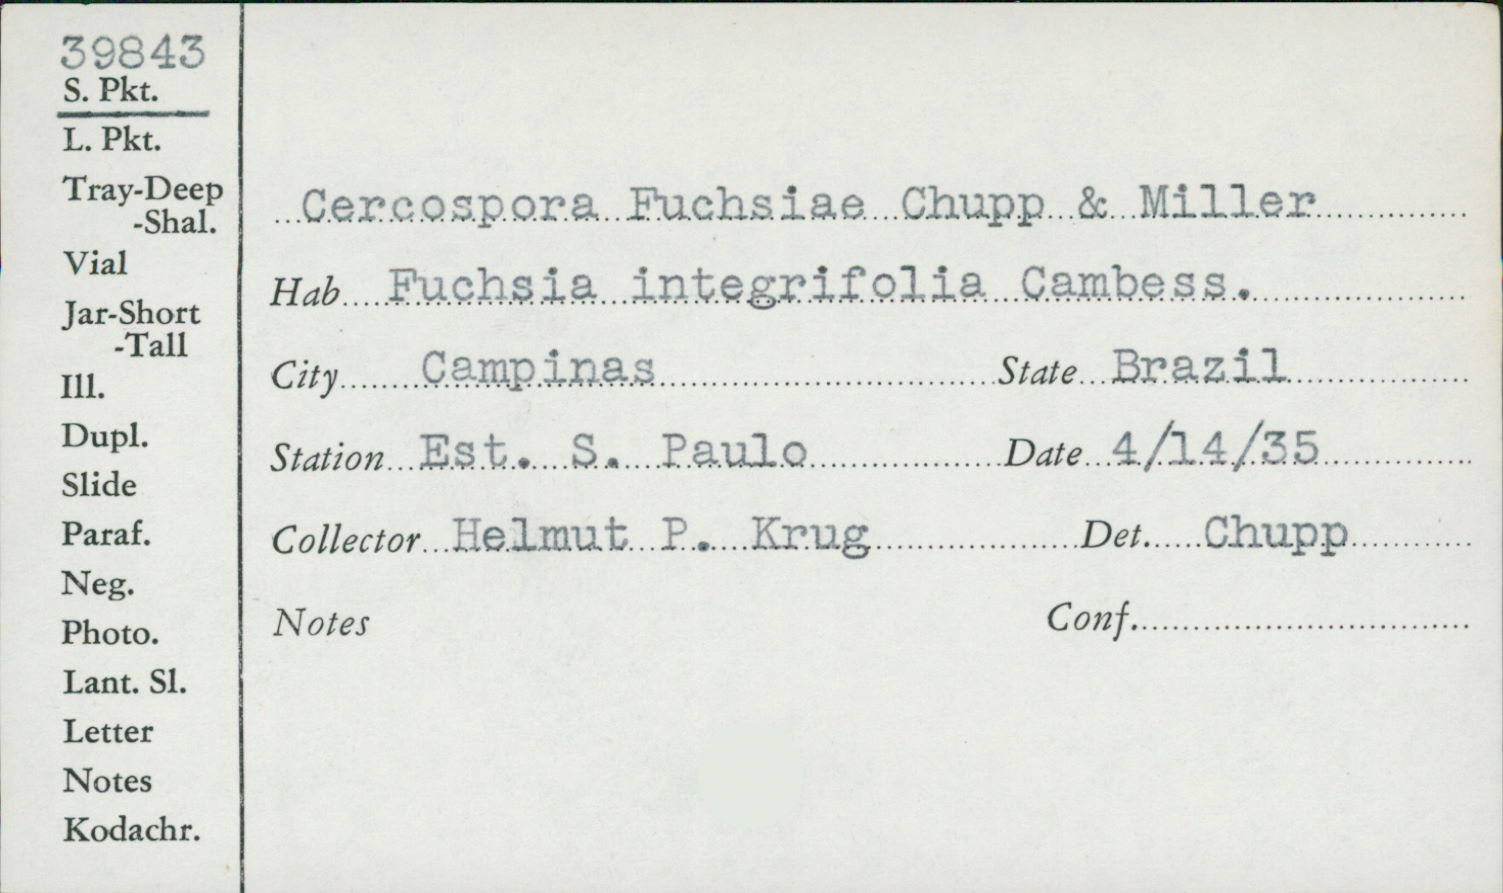 39843
S. Pkt.
L. Pkt.
Tray-Deep
-Shal.
Vial
Jar-Short
-Tall
Ill.
Dupl.
Slide
Paraf.
Neg.
Photo.
Lant. Sl.
Letter
Notes
Kodachr.
Cercospora Fuchsiae Chupp & Miller
Hab Fuchsia integrifolia Cambess.
City Campinas State Brazil
Station Est. S. Paulo Date 4/14/35
Collector Helmut P. Krug Det. Chupp
Notes Conf.